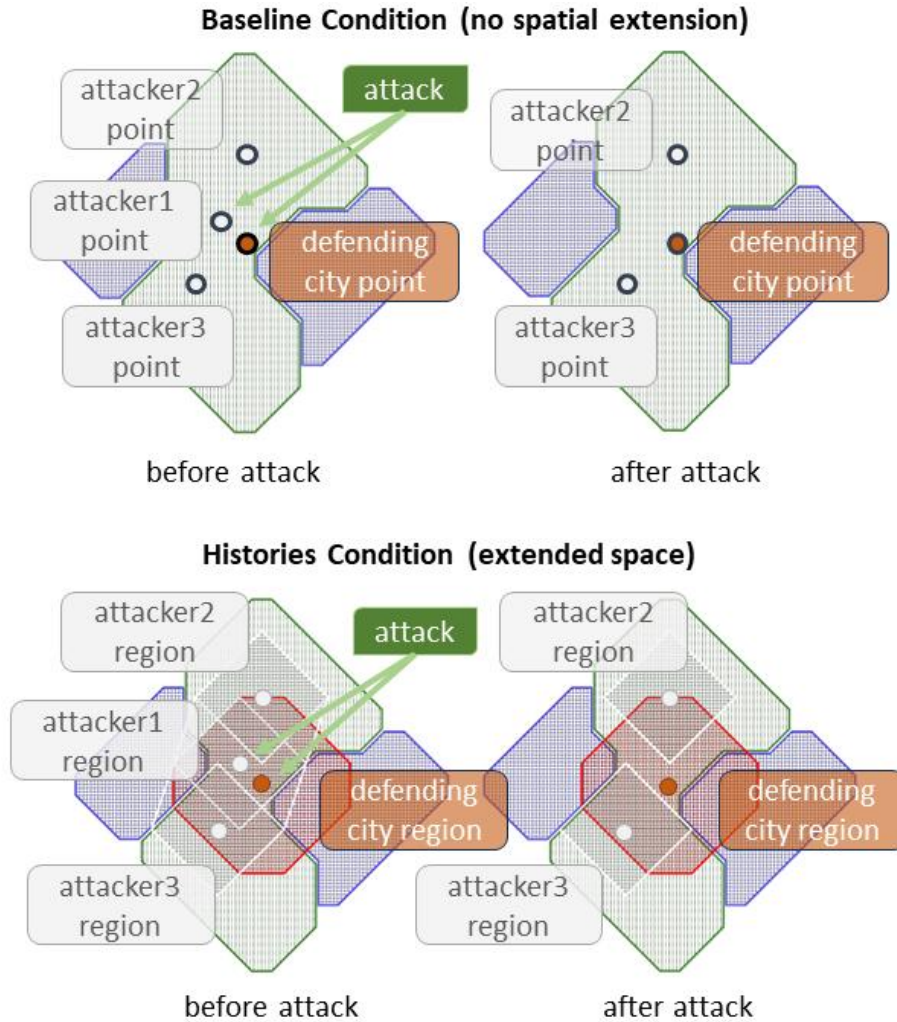 Baseline Condition (no spatial extension)
attacker2
point
attack
attacker2
point
attacker1
point
defending
city point
defending
city point
attacker3
point
attacker3
point
before attack
after attack
Histories Condition (extended space)
attacker2
region
attack
attacker2
region
attacker1
region
defending
city region
defending
city region
attacker3
region
attacker3
region
before attack
after attack